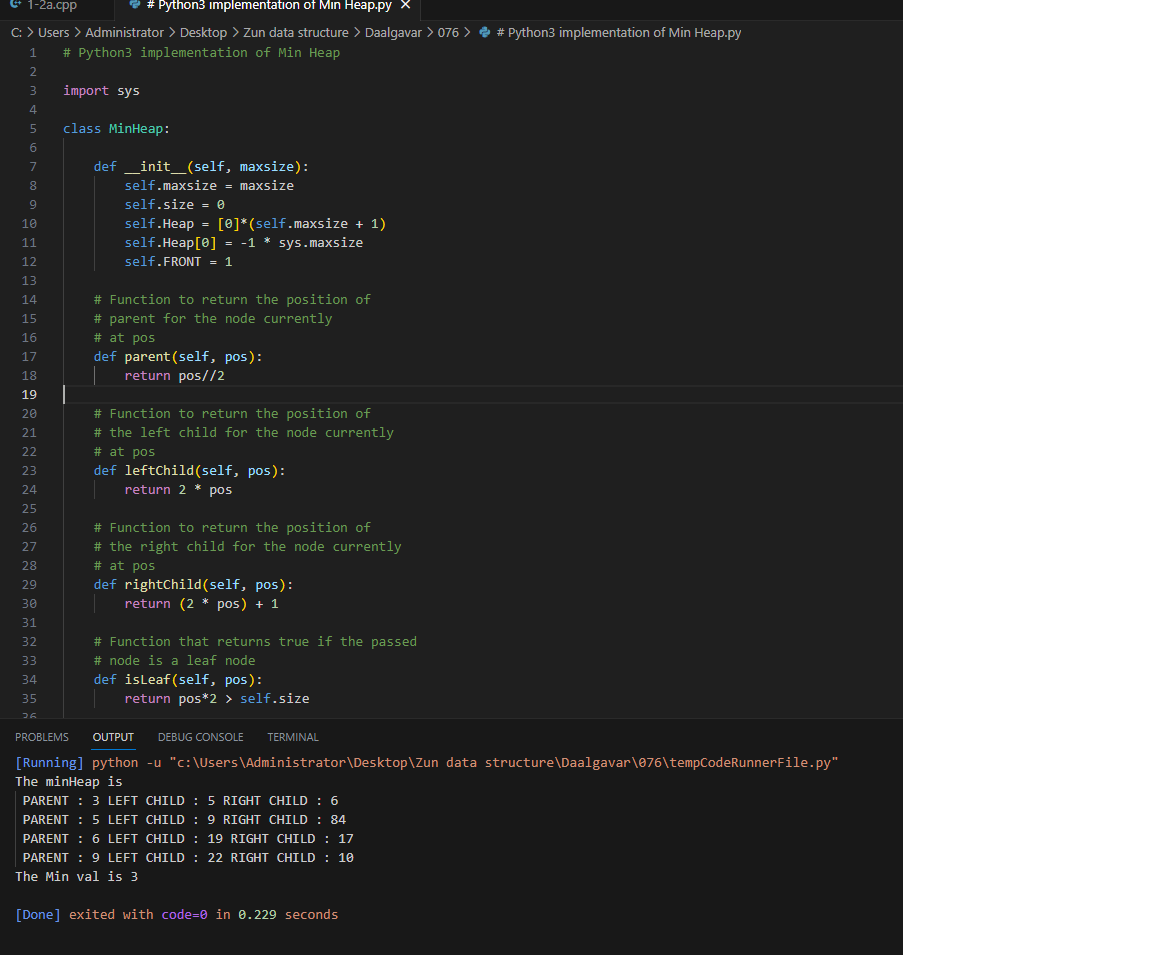 1-2a.cpp # Python3 implementation of Min Heap.py ×
C: > Users > Administrator > Desktop > Zun data structure > Daalgavar > 076 > # Python3 implementation of Min Heap.py
1 # Python3 implementation of Min Heap
2
3 import sys
4
5 class MinHeap:
6
7 def __init__(self, maxsize):
8 self.maxsize = maxsize
9 self.size = 0
10 self.Heap = [0]*(self.maxsize + 1)
11 self.Heap[0] = -1 * sys.maxsize
12 self.FRONT = 1
13
14 # Function to return the position of
15 # parent for the node currently
16 # at pos
17 def parent(self, pos):
18 return pos//2
19
20 # Function to return the position of
21 # the left child for the node currently
22 # at pos
23 def leftChild(self, pos):
24 return 2 * pos
25
26 # Function to return the position of
27 # the right child for the node currently
28 # at pos
29 def rightChild(self, pos):
30 return (2 * pos) + 1
31
32 # Function that returns true if the passed
33 # node is a leaf node
34 def isLeaf(self, pos):
35 return pos*2 > self.size
36
PROBLEMS OUTPUT DEBUG CONSOLE TERMINAL
[Running] python -u "c:\Users\Administrator\Desktop\Zun data structure\Daalgavar\076\tempCodeRunnerFile.py"
The minHeap is
PARENT : 3 LEFT CHILD : 5 RIGHT CHILD : 6
PARENT : 5 LEFT CHILD : 9 RIGHT CHILD : 84
PARENT : 6 LEFT CHILD : 19 RIGHT CHILD : 17
PARENT : 9 LEFT CHILD : 22 RIGHT CHILD : 10
The Min val is 3
[Done] exited with code=0 in 0.229 seconds